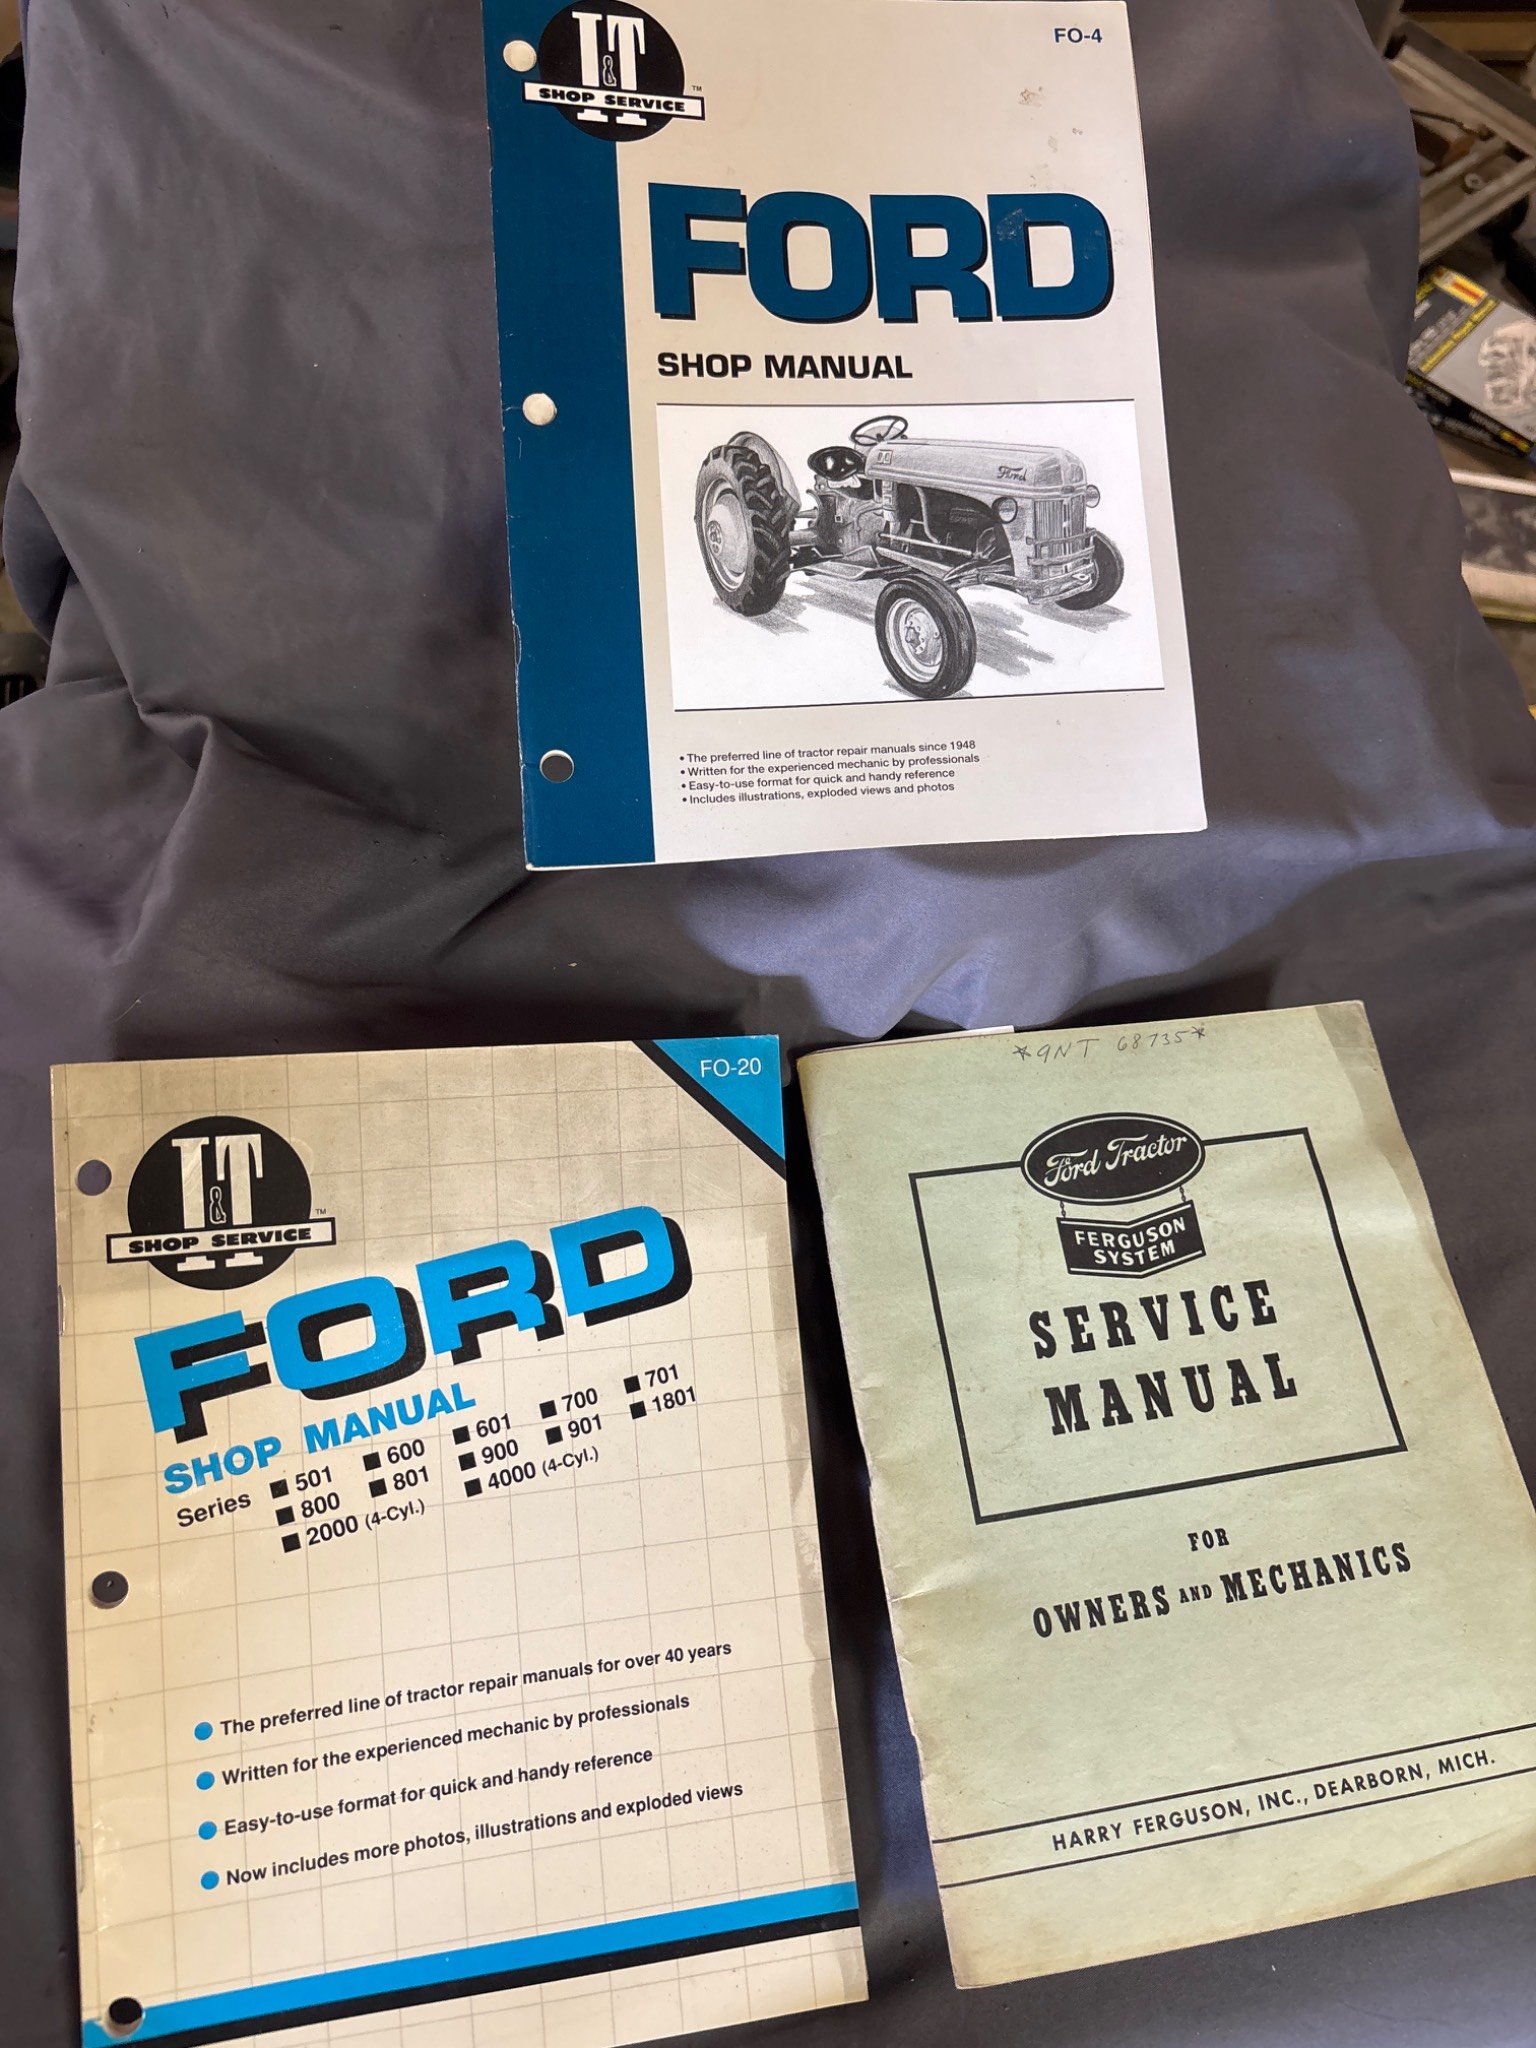 I&T
SHOP SERVICE
TM
FO-4
FORD
SHOP MANUAL
Ford
• The preferred line of tractor repair manuals since 1948
• Written for the experienced mechanic by professionals
• Easy-to-use format for quick and handy reference
• Includes illustrations, exploded views and photos
FO-20
I&T
SHOP SERVICE
TM
FORD
SHOP MANUAL
Series ■ 501 ■ 600 ■ 601 ■ 700 ■ 701
■ 800 ■ 801 ■ 900 ■ 901 ■ 1801
■ 2000 (4-Cyl.) ■ 4000 (4-Cyl.)
The preferred line of tractor repair manuals for over 40 years
Written for the experienced mechanic by professionals
Easy-to-use format for quick and handy reference
Now includes more photos, illustrations and exploded views
*9NT 68735*
Ford Tractor
FERGUSON
SYSTEM
SERVICE
MANUAL
FOR
OWNERS AND MECHANICS
HARRY FERGUSON, INC., DEARBORN, MICH.